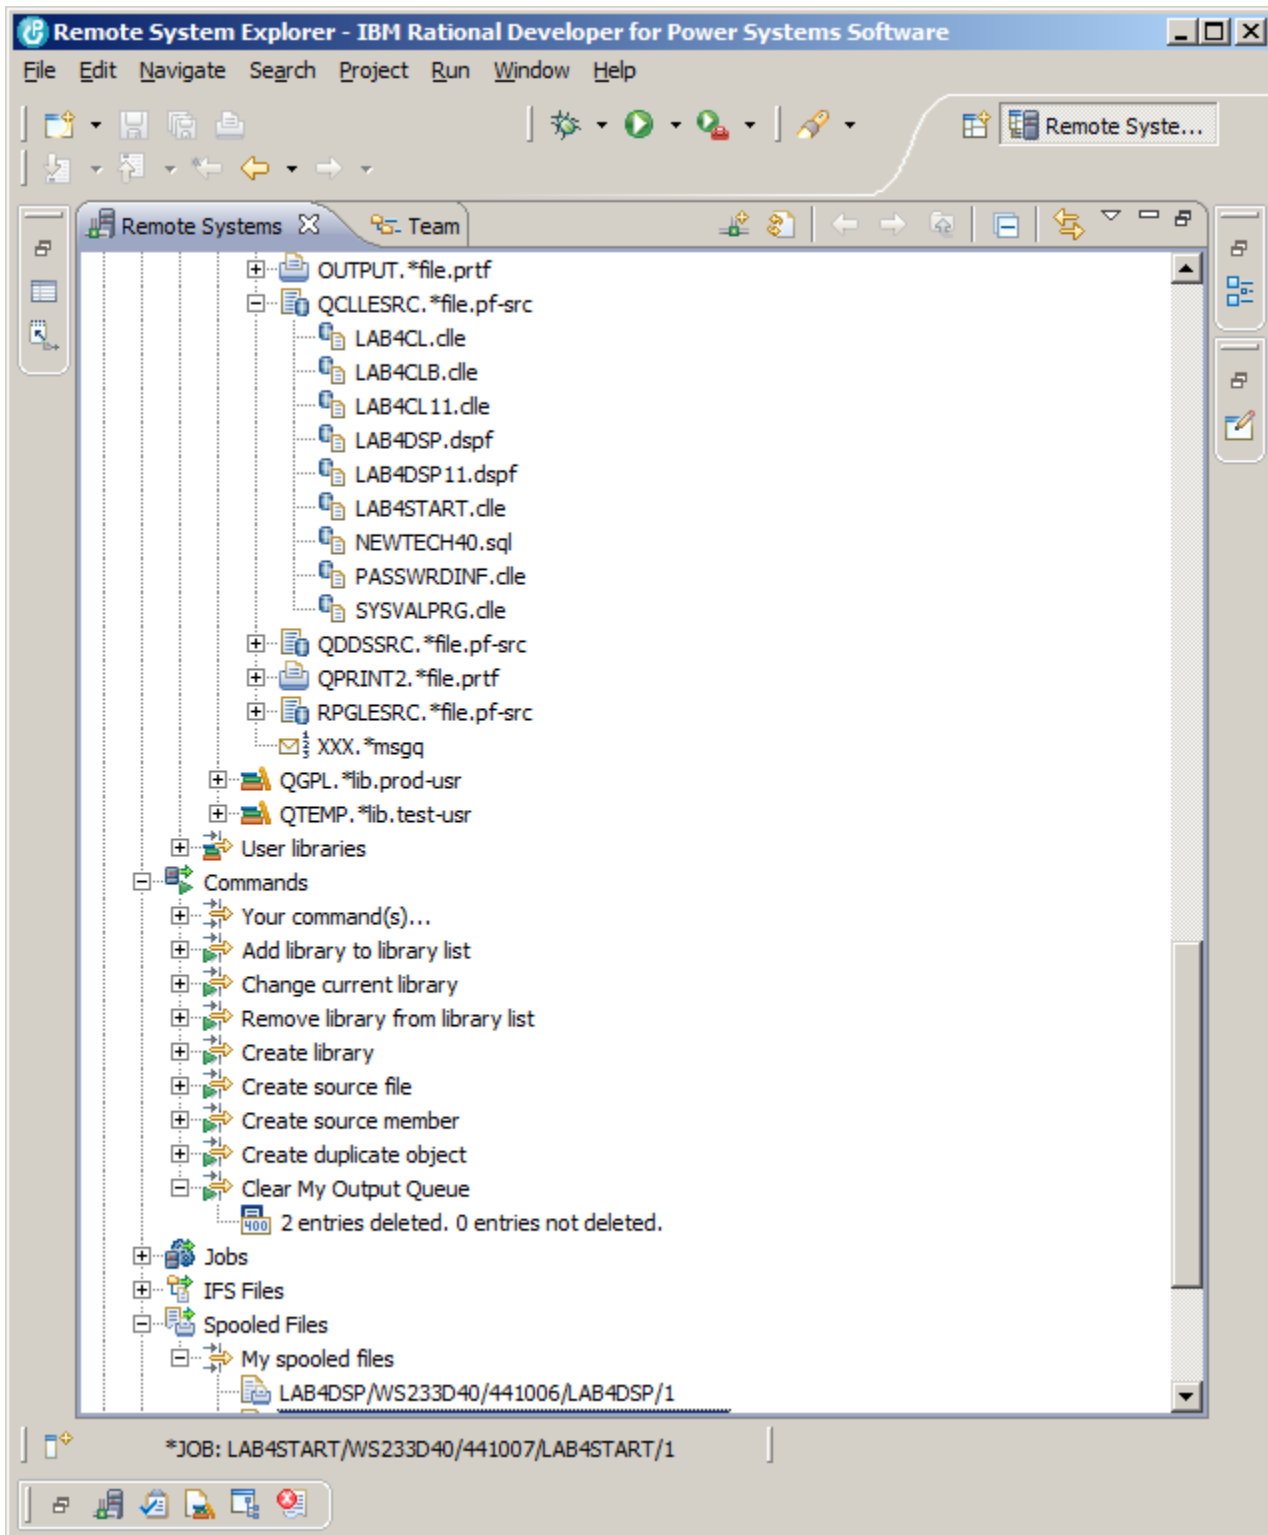 Remote System Explorer - IBM Rational Developer for Power Systems Software
File Edit Navigate Search Project Run Window Help
Remote Syste...
Remote Systems Team
OUTPUT.*file.prtf
QCLLESRC.*file.pf-src
LAB4CL.clle
LAB4CLB.clle
LAB4CL11.clle
LAB4DSP.dspf
LAB4DSP11.dspf
LAB4START.clle
NEWTECH40.sql
PASSWRDINF.clle
SYSVALPRG.clle
QDDSSRC.*file.pf-src
QPRINT2.*file.prtf
RPGLESRC.*file.pf-src
XXX.*msgq
QGPL.*lib.prod-usr
QTEMP.*lib.test-usr
User libraries
Commands
Your command(s)...
Add library to library list
Change current library
Remove library from library list
Create library
Create source file
Create source member
Create duplicate object
Clear My Output Queue
400 2 entries deleted. 0 entries not deleted.
Jobs
IFS Files
Spooled Files
My spooled files
LAB4DSP/WS233D40/441006/LAB4DSP/1
*JOB: LAB4START/WS233D40/441007/LAB4START/1